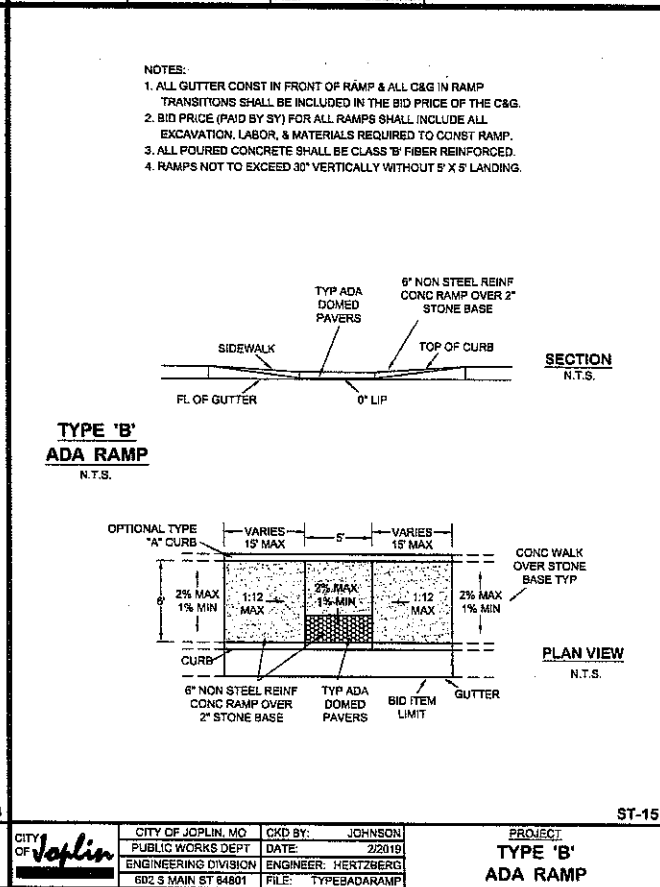 NOTES:
1. ALL GUTTER CONST IN FRONT OF RAMP & ALL C&G IN RAMP
TRANSITIONS SHALL BE INCLUDED IN THE BID PRICE OF THE C&G.
2. BID PRICE (PAID BY SY) FOR ALL RAMPS SHALL INCLUDE ALL
EXCAVATION, LABOR, & MATERIALS REQUIRED TO CONST RAMP.
3. ALL POURED CONCRETE SHALL BE CLASS 'B' FIBER REINFORCED.
4. RAMPS NOT TO EXCEED 30" VERTICALLY WITHOUT 5' X 5' LANDING.
TYP ADA
DOMED
PAVERS
6" NON STEEL REINF
CONC RAMP OVER 2"
STONE BASE
SIDEWALK
TOP OF CURB
SECTION
N.T.S.
FL OF GUTTER
0" LIP
TYPE 'B'
ADA RAMP
N.T.S.
OPTIONAL TYPE
"A" CURB
VARIES
15' MAX
5'
VARIES
15' MAX
CONC WALK
OVER STONE
BASE TYP
6'
2% MAX
1% MIN
1:12
MAX
2% MAX
1% MIN
1:12
MAX
2% MAX
1% MIN
CURB
PLAN VIEW
N.T.S.
6" NON STEEL REINF
CONC RAMP OVER
2" STONE BASE
TYP ADA
DOMED
PAVERS
BID ITEM
LIMIT
GUTTER
ST-15
CITY OF Joplin
CITY OF JOPLIN, MO
PUBLIC WORKS DEPT
ENGINEERING DIVISION
602 S MAIN ST 64801
CKD BY: JOHNSON
DATE: 2/2019
ENGINEER: HERTZBERG
FILE: TYPEBADARAMP
PROJECT
TYPE 'B'
ADA RAMP